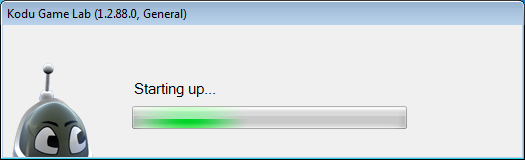 Kodu Game Lab (1.2.88.0, General)
Starting up...